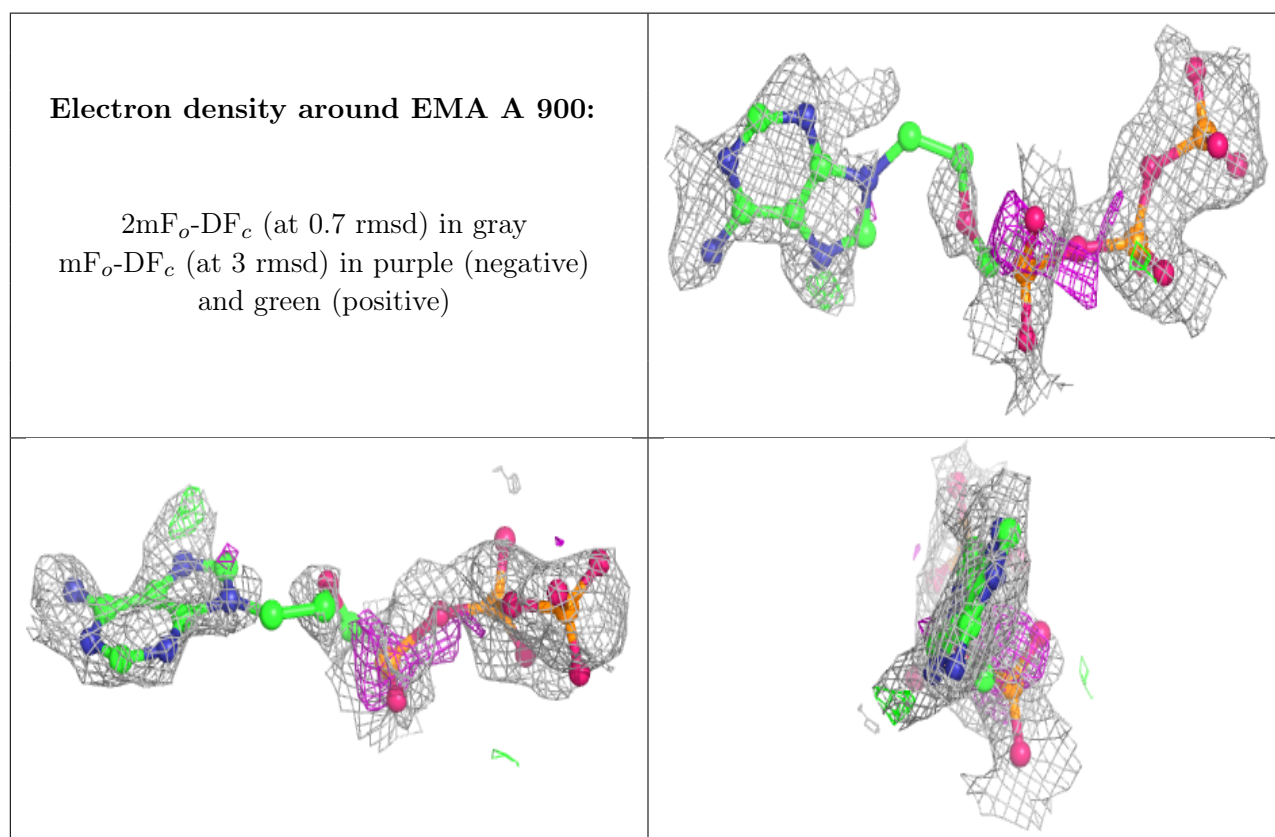 Electron density around EMA A 900:
2mFo-DFc (at 0.7 rmsd) in gray
mFo-DFc (at 3 rmsd) in purple (negative)
and green (positive)